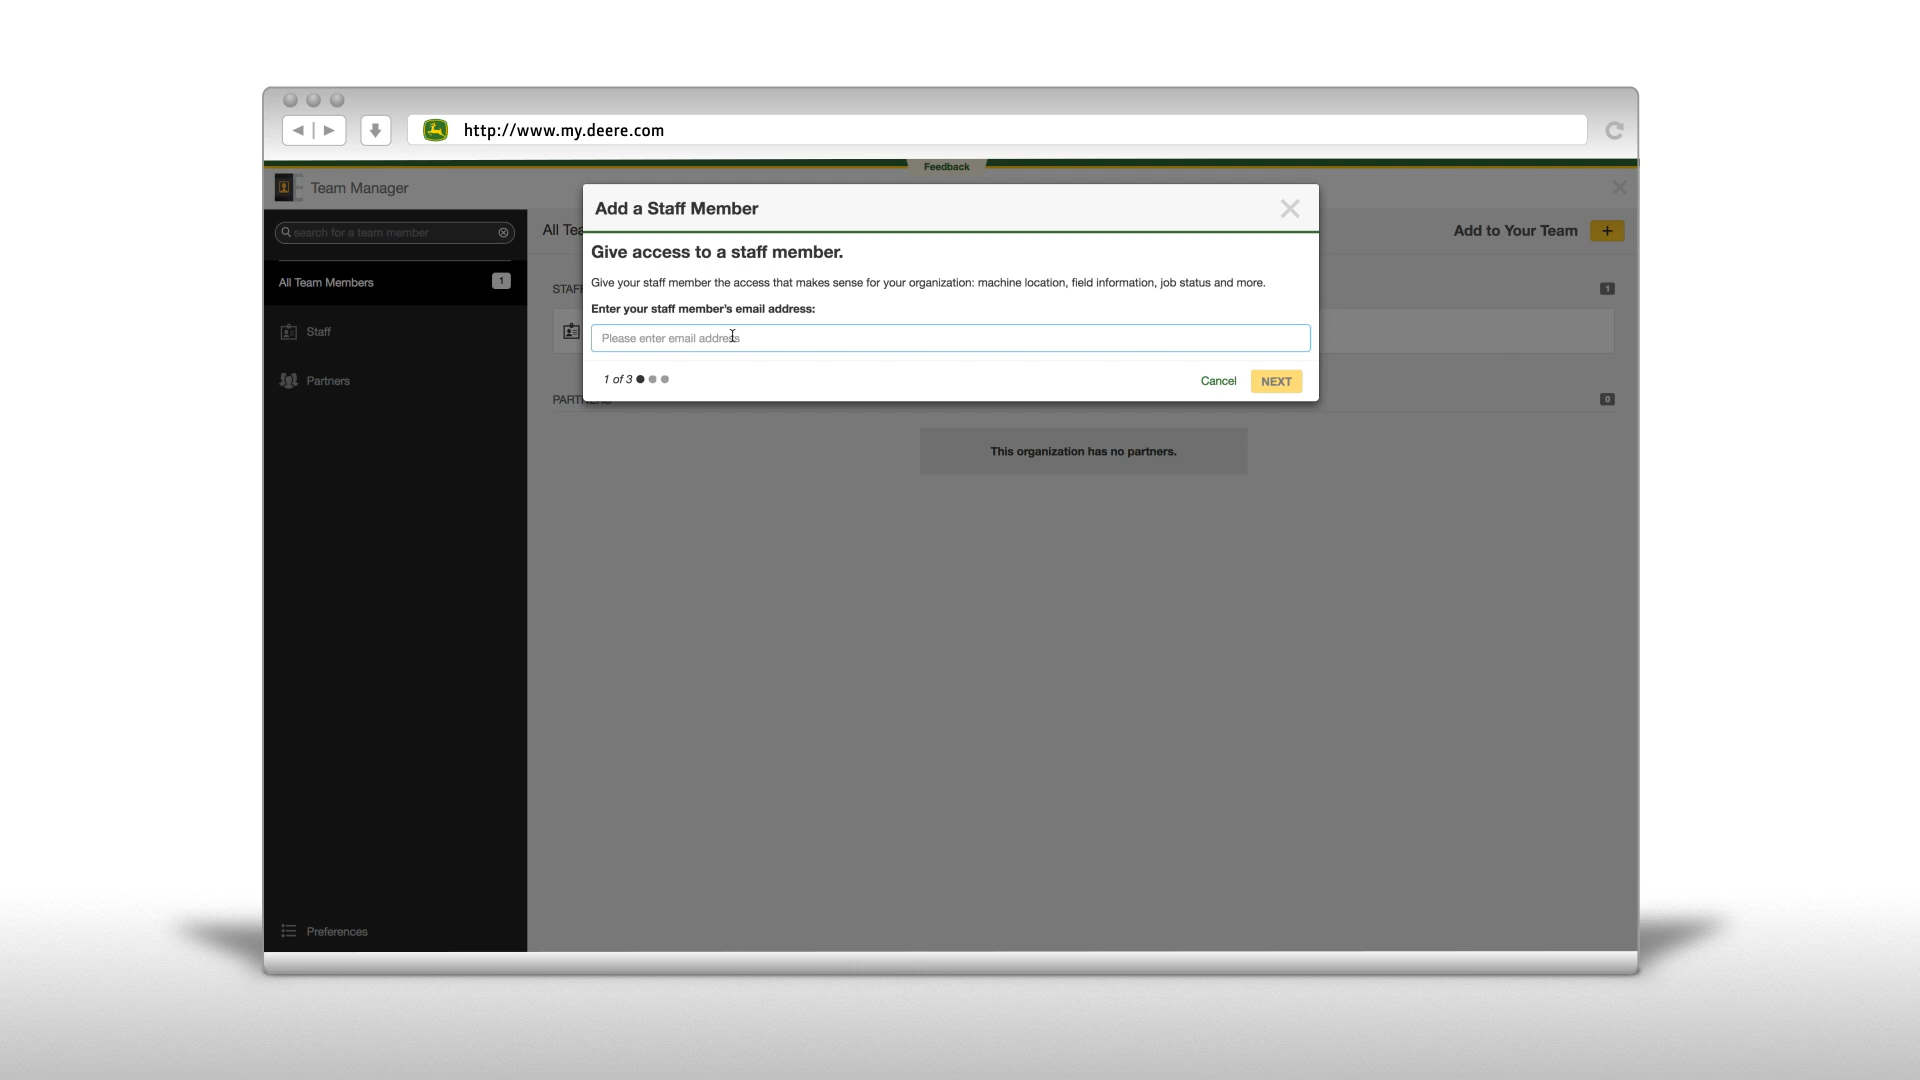 http://www.my.deere.com
Feedback
Team Manager
search for a team member
All Team Members
1
Staff
Partners
Preferences
All Tea
Add to Your Team +
STAFF
1
Add a Staff Member
Give access to a staff member.
Give your staff member the access that makes sense for your organization: machine location, field information, job status and more.
Enter your staff member's email address:
Please enter email address
1 of 3
Cancel
NEXT
PARTNERS
0
This organization has no partners.